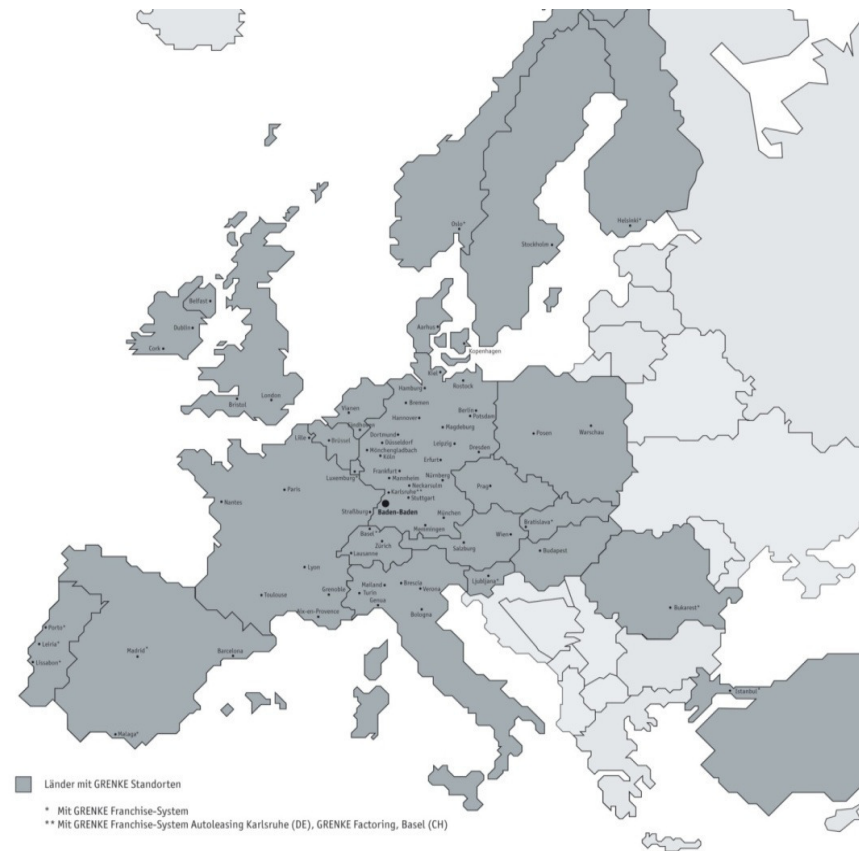 Oslo*
Helsinki*
Stockholm
Belfast
Dublin
Cork
Aarhus
Kopenhagen
Bristol
London
Kiel
Rostock
Hamburg
Bremen
Vianen
Hannover
Berlin
Potsdam
Magdeburg
Posen
Warschau
Eindhoven
Dortmund
Düsseldorf
Mönchengladbach
Köln
Leipzig
Dresden
Erfurt
Lille
Brüssel
Luxemburg
Frankfurt
Mannheim
Nürnberg
Neckarsulm
Karlsruhe**
Stuttgart
Prag
Paris
Nantes
Straßburg
Baden-Baden
München
Memmingen
Basel
Zürich
Lausanne
Salzburg
Wien
Bratislava*
Budapest
Lyon
Grenoble
Toulouse
Aix-en-Provence
Mailand
Turin
Genua
Brescia
Verona
Bologna
Ljubljana*
Bukarest*
Istanbul*
Porto*
Leiria*
Lissabon*
Madrid*
Barcelona
Malaga*
Länder mit GRENKE Standorten
* Mit GRENKE Franchise-System
** Mit GRENKE Franchise-System Autoleasing Karlsruhe (DE), GRENKE Factoring, Basel (CH)